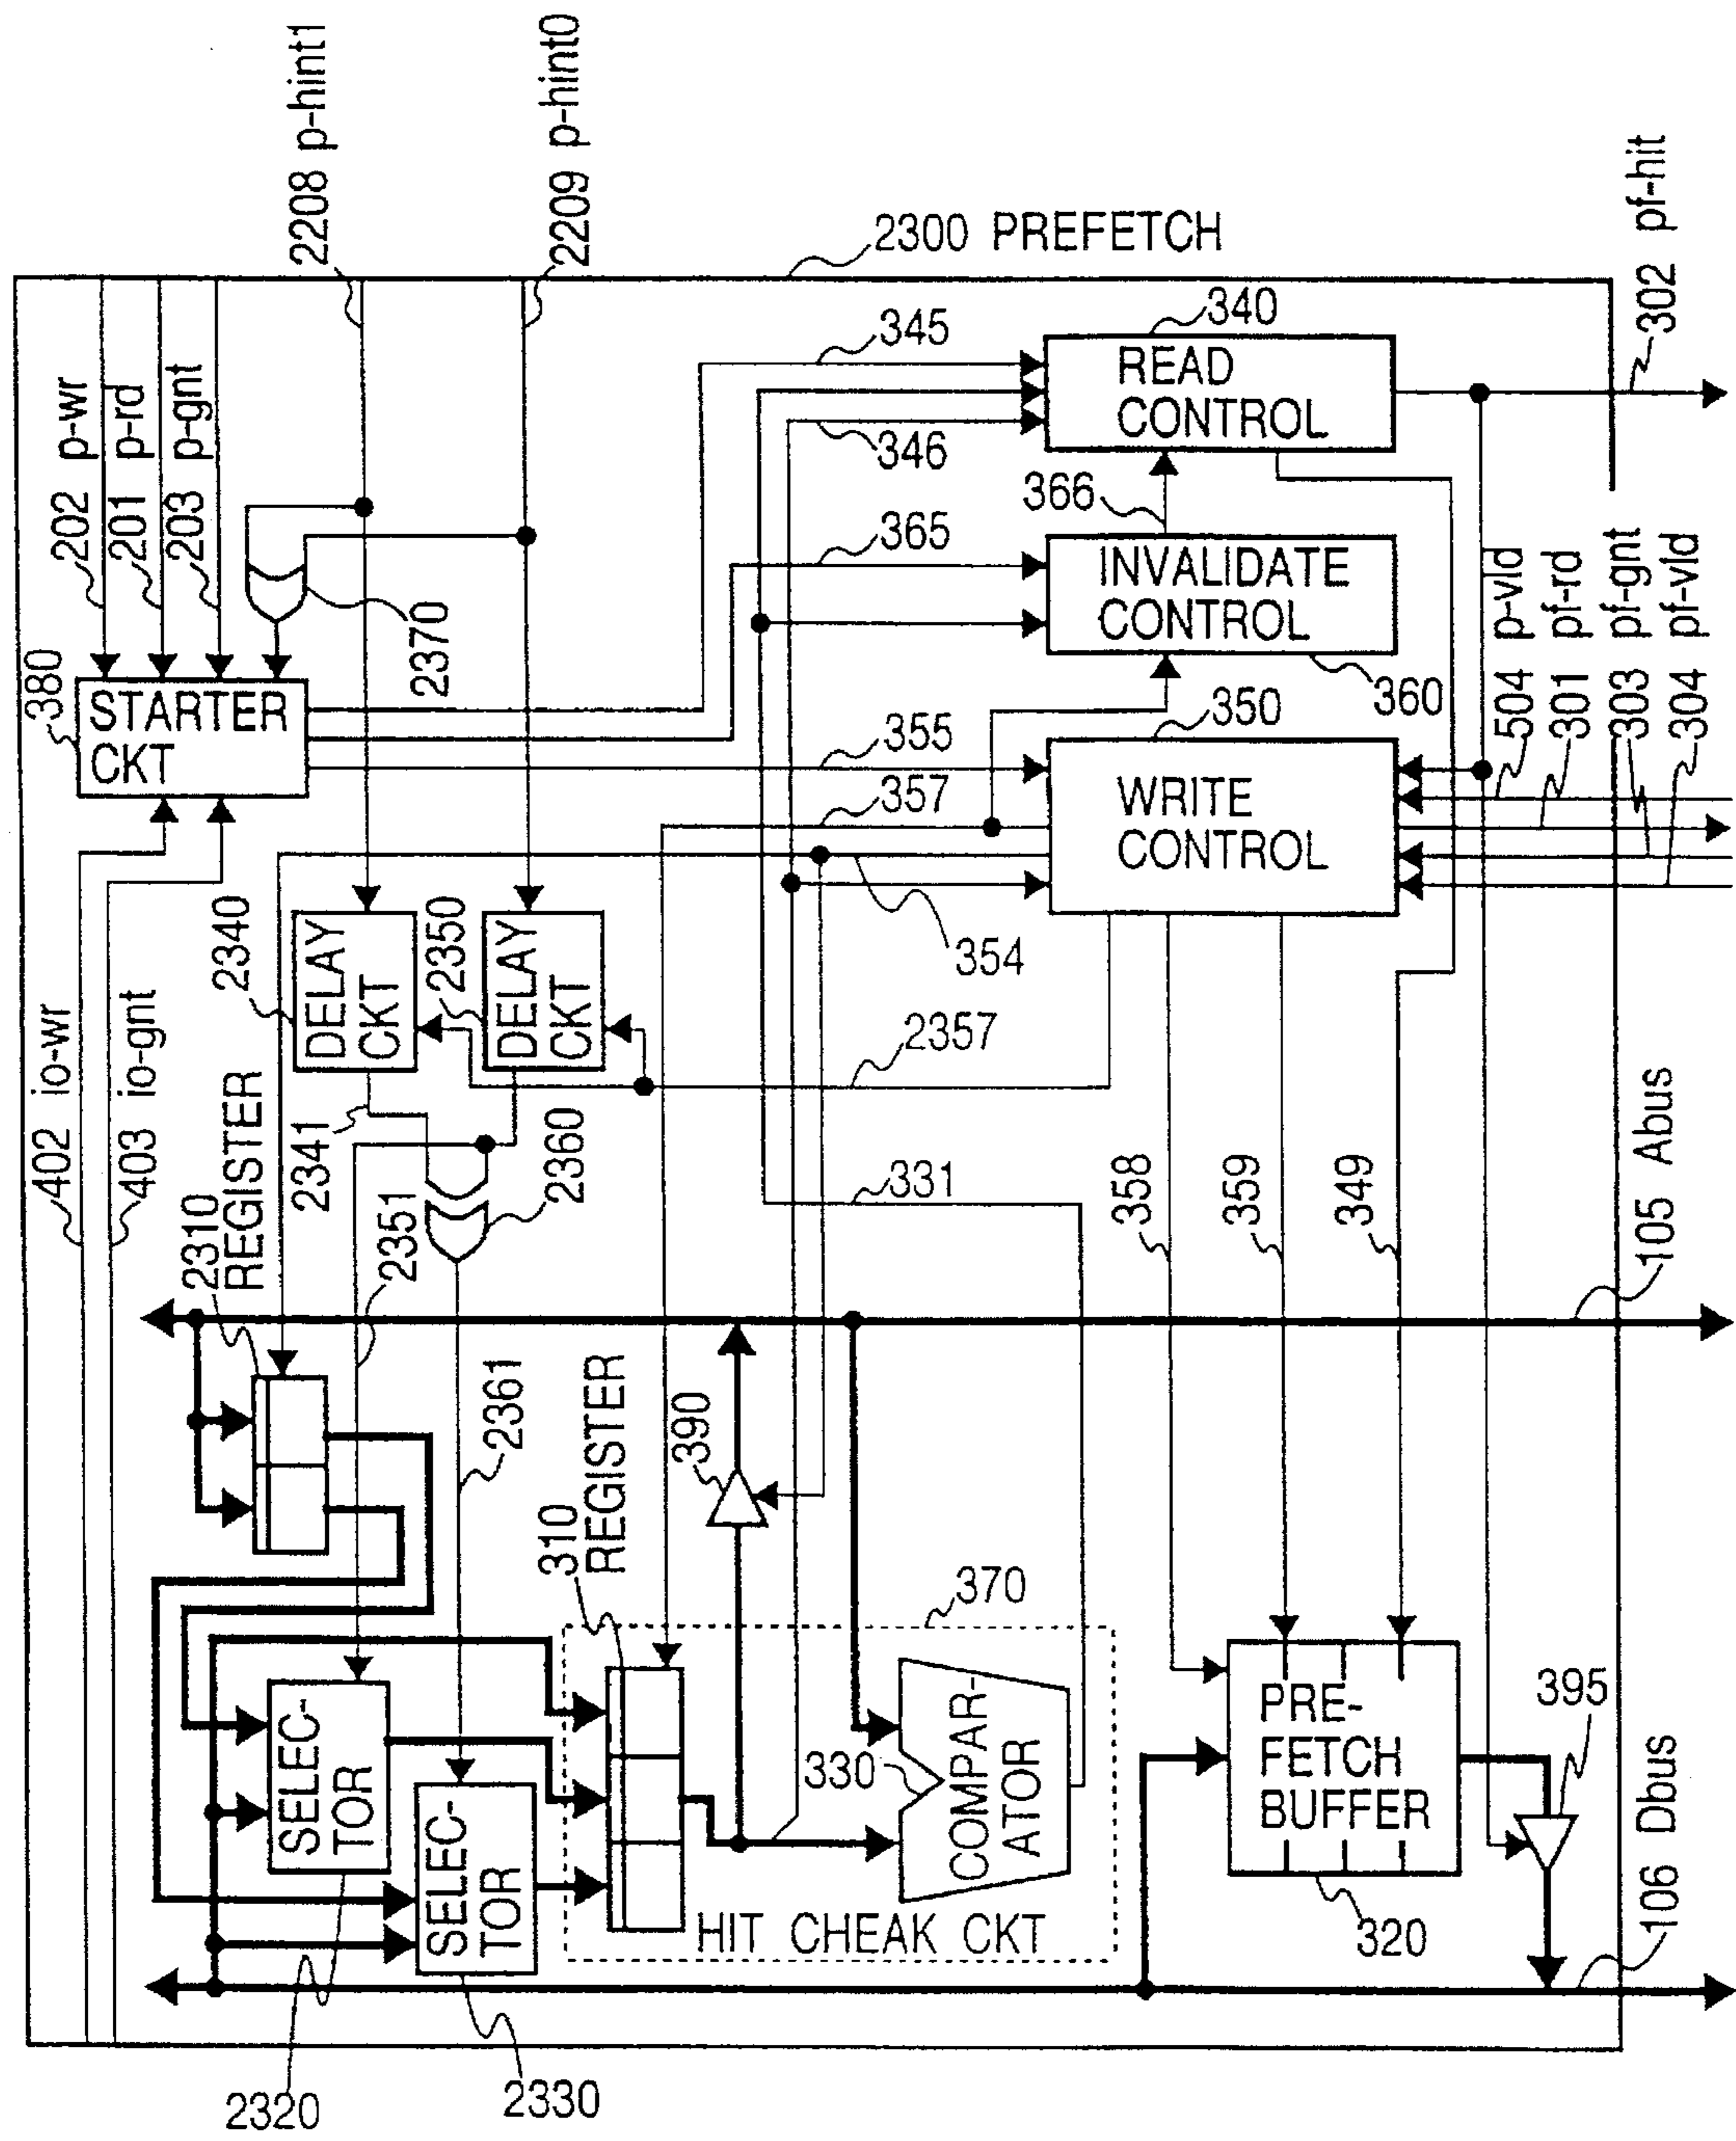 2208 p-hint1
2209 p-hint0
2300 PREFETCH
302 pf-hit
202 p-wr
201 p-rd
203 p-gnt
2370
380
STARTER
CKT
345
346
340
READ
CONTROL
366
365
INVALIDATE
CONTROL
360
355
357
350
WRITE
CONTROL
354
504 p-vld
301 pf-rd
303 pf-gnt
304 pf-vld
402 io-wr
403 io-gnt
2340
DELAY
CKT
2350
DELAY
CKT
2357
2310
REGISTER
2341
2351
2360
2361
331
358
359
349
105 Abus
310
REGISTER
390
370
SELEC-
TOR
2320
SELEC-
TOR
2330
330
COMPAR-
ATOR
HIT CHEAK CKT
PRE-
FETCH
BUFFER
320
395
106 Dbus